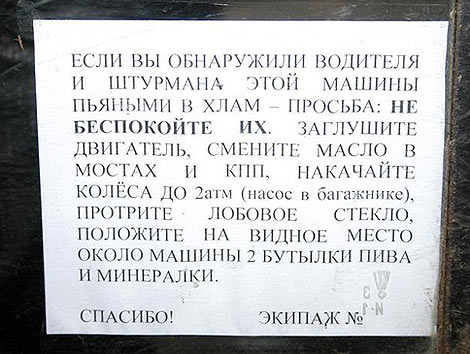 ЕСЛИ ВЫ ОБНАРУЖИЛИ ВОДИТЕЛЯ
И ШТУРМАНА ЭТОЙ МАШИНЫ
ПЬЯНЫМИ В ХЛАМ – ПРОСЬБА: НЕ
БЕСПОКОЙТЕ ИХ. ЗАГЛУШИТЕ
ДВИГАТЕЛЬ, СМЕНИТЕ МАСЛО В
МОСТАХ И КПП, НАКАЧАЙТЕ
КОЛЁСА ДО 2атм (насос в багажнике),
ПРОТРИТЕ ЛОБОВОЕ СТЕКЛО,
ПОЛОЖИТЕ НА ВИДНОЕ МЕСТО
ОКОЛО МАШИНЫ 2 БУТЫЛКИ ПИВА
И МИНЕРАЛКИ.
СПАСИБО! ЭКИПАЖ №